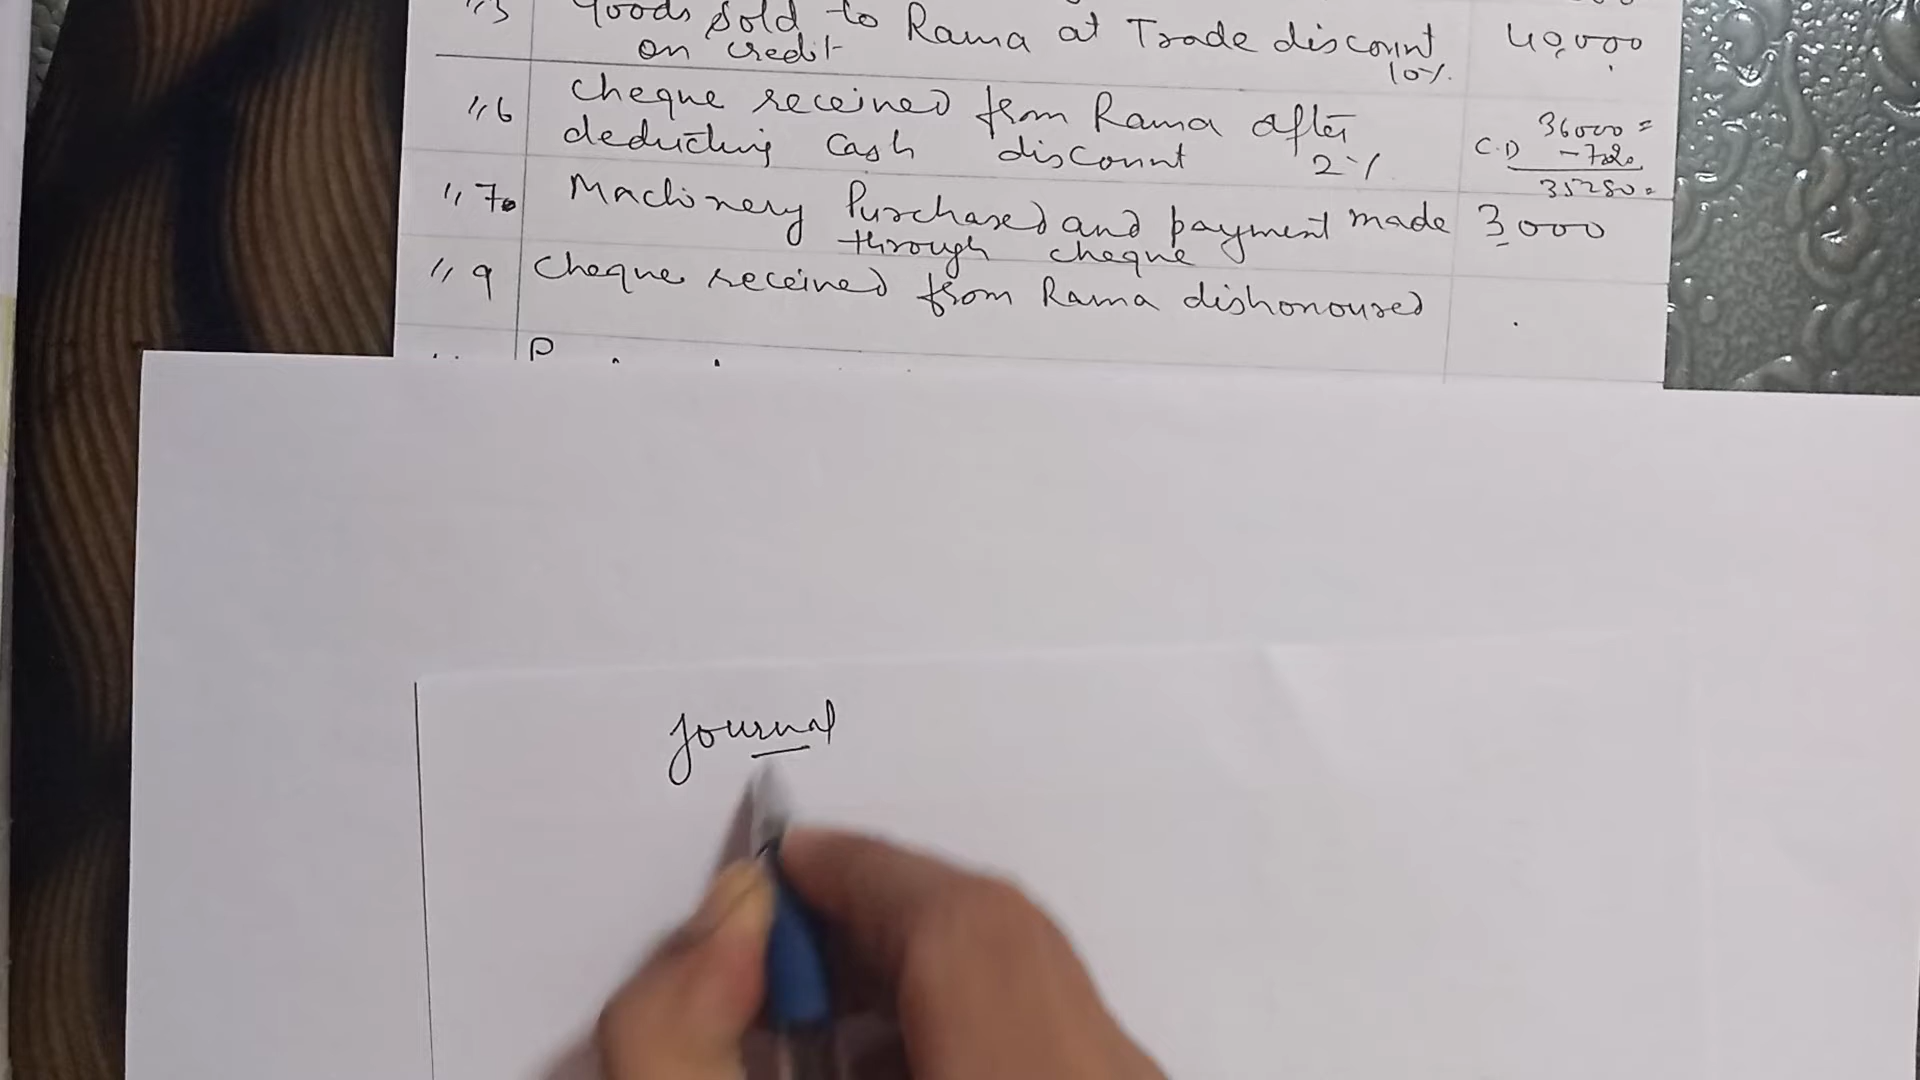 "5 Goods sold to Rama at Trade discount 40,000
on credit 10%.
"6 Cheque received from Rama after 36000=
deducting cash discount 2% C.D -720
35280=
"7 Machinery Purchased and payment made 3000
through cheque
"9 Cheque received from Rama dishonoured
Journal